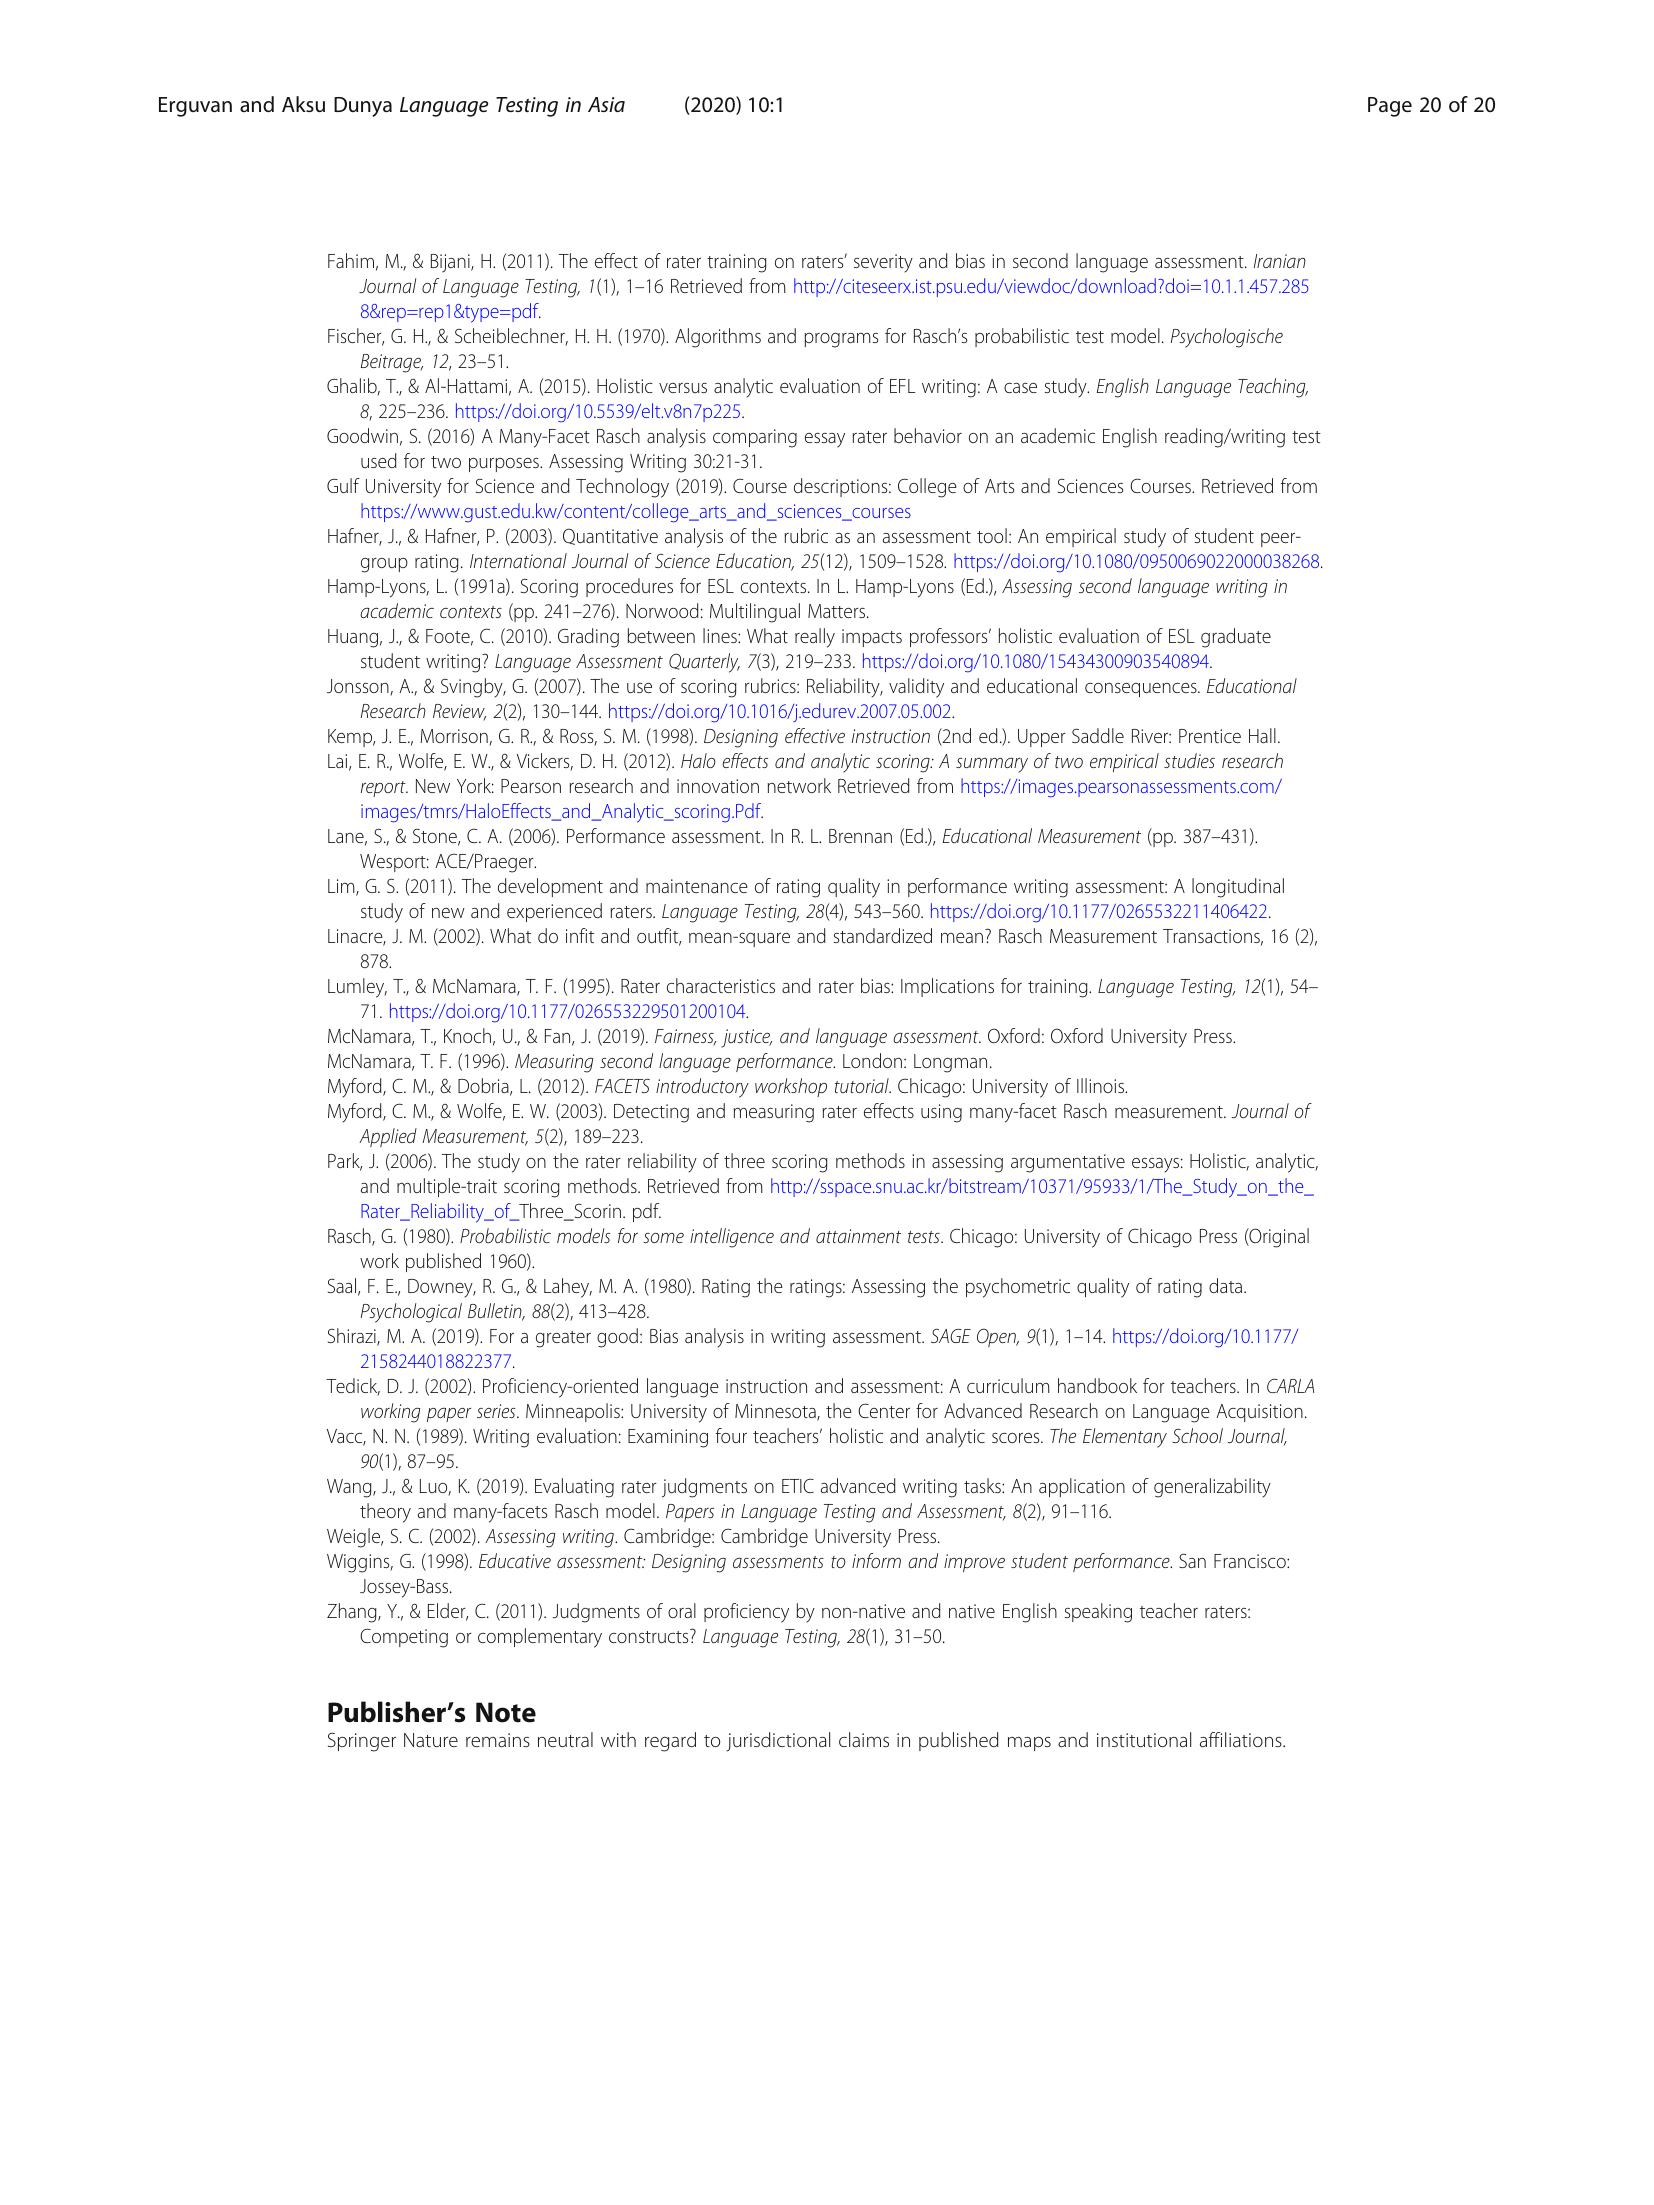 Erguvan and Aksu Dunya Language Testing in Asia (2020) 10:1 Page 20 of 20
Fahim, M., & Bijani, H. (2011). The effect of rater training on raters’ severity and bias in second language assessment. Iranian
Journal of Language Testing, 1(1), 1–16 Retrieved from http://citeseerx.ist.psu.edu/viewdoc/download?doi=10.1.1.457.285
8&rep=rep1&type=pdf.
Fischer, G. H., & Scheiblechner, H. H. (1970). Algorithms and programs for Rasch’s probabilistic test model. Psychologische
Beitrage, 12, 23–51.
Ghalib, T., & Al-Hattami, A. (2015). Holistic versus analytic evaluation of EFL writing: A case study. English Language Teaching,
8, 225–236. https://doi.org/10.5539/elt.v8n7p225.
Goodwin, S. (2016) A Many-Facet Rasch analysis comparing essay rater behavior on an academic English reading/writing test
used for two purposes. Assessing Writing 30:21-31.
Gulf University for Science and Technology (2019). Course descriptions: College of Arts and Sciences Courses. Retrieved from
https://www.gust.edu.kw/content/college_arts_and_sciences_courses
Hafner, J., & Hafner, P. (2003). Quantitative analysis of the rubric as an assessment tool: An empirical study of student peer-
group rating. International Journal of Science Education, 25(12), 1509–1528. https://doi.org/10.1080/0950069022000038268.
Hamp-Lyons, L. (1991a). Scoring procedures for ESL contexts. In L. Hamp-Lyons (Ed.), Assessing second language writing in
academic contexts (pp. 241–276). Norwood: Multilingual Matters.
Huang, J., & Foote, C. (2010). Grading between lines: What really impacts professors’ holistic evaluation of ESL graduate
student writing? Language Assessment Quarterly, 7(3), 219–233. https://doi.org/10.1080/15434300903540894.
Jonsson, A., & Svingby, G. (2007). The use of scoring rubrics: Reliability, validity and educational consequences. Educational
Research Review, 2(2), 130–144. https://doi.org/10.1016/j.edurev.2007.05.002.
Kemp, J. E., Morrison, G. R., & Ross, S. M. (1998). Designing effective instruction (2nd ed.). Upper Saddle River: Prentice Hall.
Lai, E. R., Wolfe, E. W., & Vickers, D. H. (2012). Halo effects and analytic scoring: A summary of two empirical studies research
report. New York: Pearson research and innovation network Retrieved from https://images.pearsonassessments.com/
images/tmrs/HaloEffects_and_Analytic_scoring.Pdf.
Lane, S., & Stone, C. A. (2006). Performance assessment. In R. L. Brennan (Ed.), Educational Measurement (pp. 387–431).
Wesport: ACE/Praeger.
Lim, G. S. (2011). The development and maintenance of rating quality in performance writing assessment: A longitudinal
study of new and experienced raters. Language Testing, 28(4), 543–560. https://doi.org/10.1177/0265532211406422.
Linacre, J. M. (2002). What do infit and outfit, mean-square and standardized mean? Rasch Measurement Transactions, 16 (2),
878.
Lumley, T., & McNamara, T. F. (1995). Rater characteristics and rater bias: Implications for training. Language Testing, 12(1), 54–
71. https://doi.org/10.1177/026553229501200104.
McNamara, T., Knoch, U., & Fan, J. (2019). Fairness, justice, and language assessment. Oxford: Oxford University Press.
McNamara, T. F. (1996). Measuring second language performance. London: Longman.
Myford, C. M., & Dobria, L. (2012). FACETS introductory workshop tutorial. Chicago: University of Illinois.
Myford, C. M., & Wolfe, E. W. (2003). Detecting and measuring rater effects using many-facet Rasch measurement. Journal of
Applied Measurement, 5(2), 189–223.
Park, J. (2006). The study on the rater reliability of three scoring methods in assessing argumentative essays: Holistic, analytic,
and multiple-trait scoring methods. Retrieved from http://sspace.snu.ac.kr/bitstream/10371/95933/1/The_Study_on_the_
Rater_Reliability_of_Three_Scorin. pdf.
Rasch, G. (1980). Probabilistic models for some intelligence and attainment tests. Chicago: University of Chicago Press (Original
work published 1960).
Saal, F. E., Downey, R. G., & Lahey, M. A. (1980). Rating the ratings: Assessing the psychometric quality of rating data.
Psychological Bulletin, 88(2), 413–428.
Shirazi, M. A. (2019). For a greater good: Bias analysis in writing assessment. SAGE Open, 9(1), 1–14. https://doi.org/10.1177/
2158244018822377.
Tedick, D. J. (2002). Proficiency-oriented language instruction and assessment: A curriculum handbook for teachers. In CARLA
working paper series. Minneapolis: University of Minnesota, the Center for Advanced Research on Language Acquisition.
Vacc, N. N. (1989). Writing evaluation: Examining four teachers’ holistic and analytic scores. The Elementary School Journal,
90(1), 87–95.
Wang, J., & Luo, K. (2019). Evaluating rater judgments on ETIC advanced writing tasks: An application of generalizability
theory and many-facets Rasch model. Papers in Language Testing and Assessment, 8(2), 91–116.
Weigle, S. C. (2002). Assessing writing. Cambridge: Cambridge University Press.
Wiggins, G. (1998). Educative assessment: Designing assessments to inform and improve student performance. San Francisco:
Jossey-Bass.
Zhang, Y., & Elder, C. (2011). Judgments of oral proficiency by non-native and native English speaking teacher raters:
Competing or complementary constructs? Language Testing, 28(1), 31–50.
Publisher’s Note
Springer Nature remains neutral with regard to jurisdictional claims in published maps and institutional affiliations.